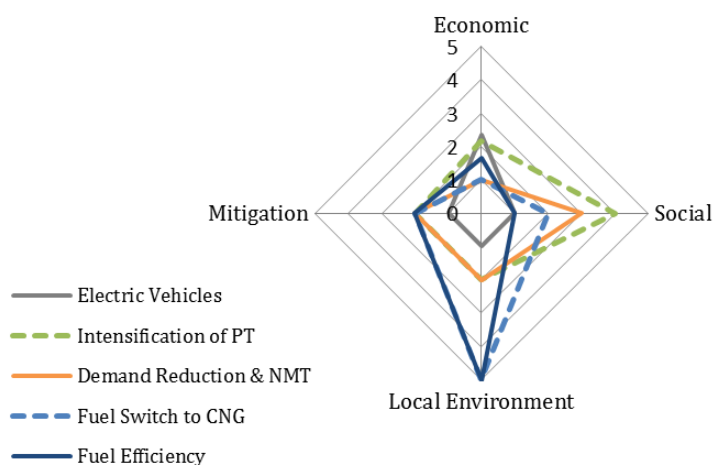 Economic
5
4
3
2
1
0
Mitigation
Social
Electric Vehicles
Intensification of PT
Demand Reduction & NMT
Local Environment
Fuel Switch to CNG
Fuel Efficiency